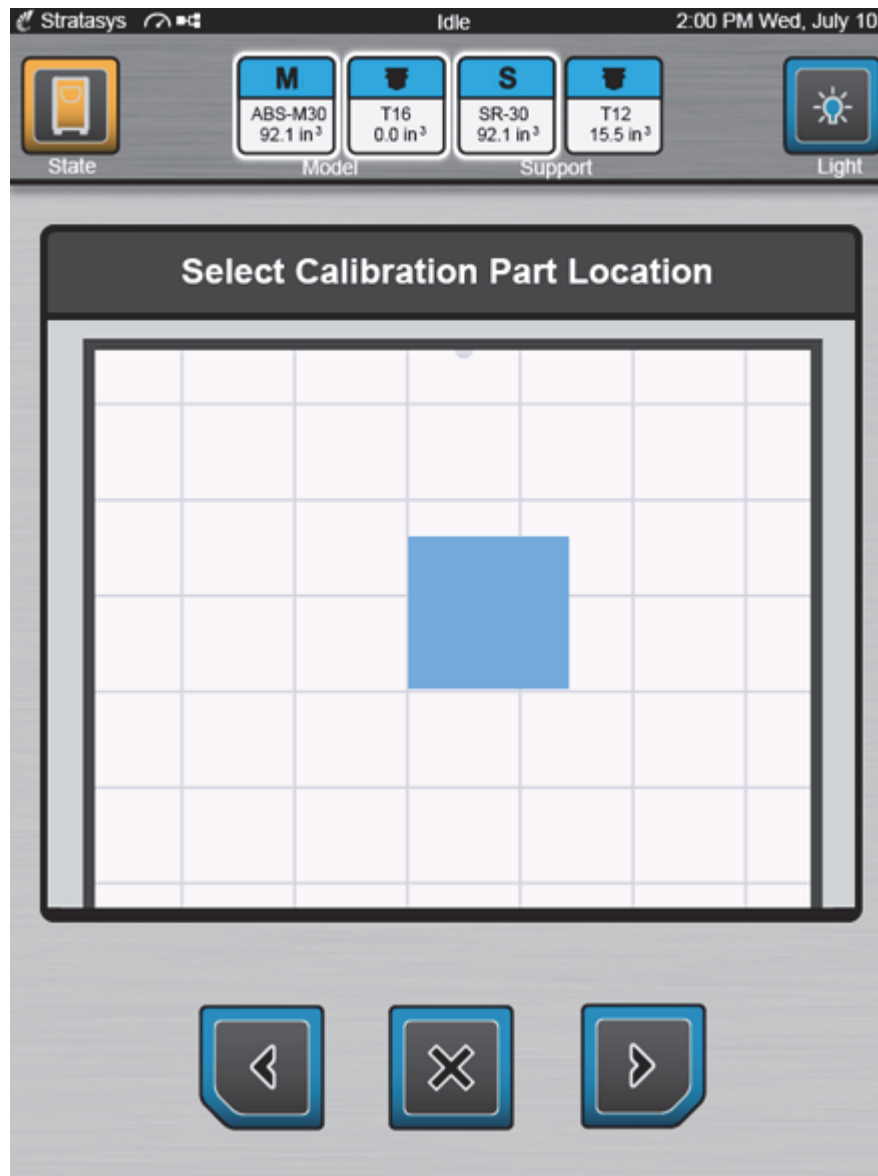 Stratasys Idle 2:00 PM Wed, July 10
M S
ABS-M30 T16 SR-30 T12
92.1 in³ 0.0 in³ 92.1 in³ 15.5 in³
State Model Support Light
Select Calibration Part Location